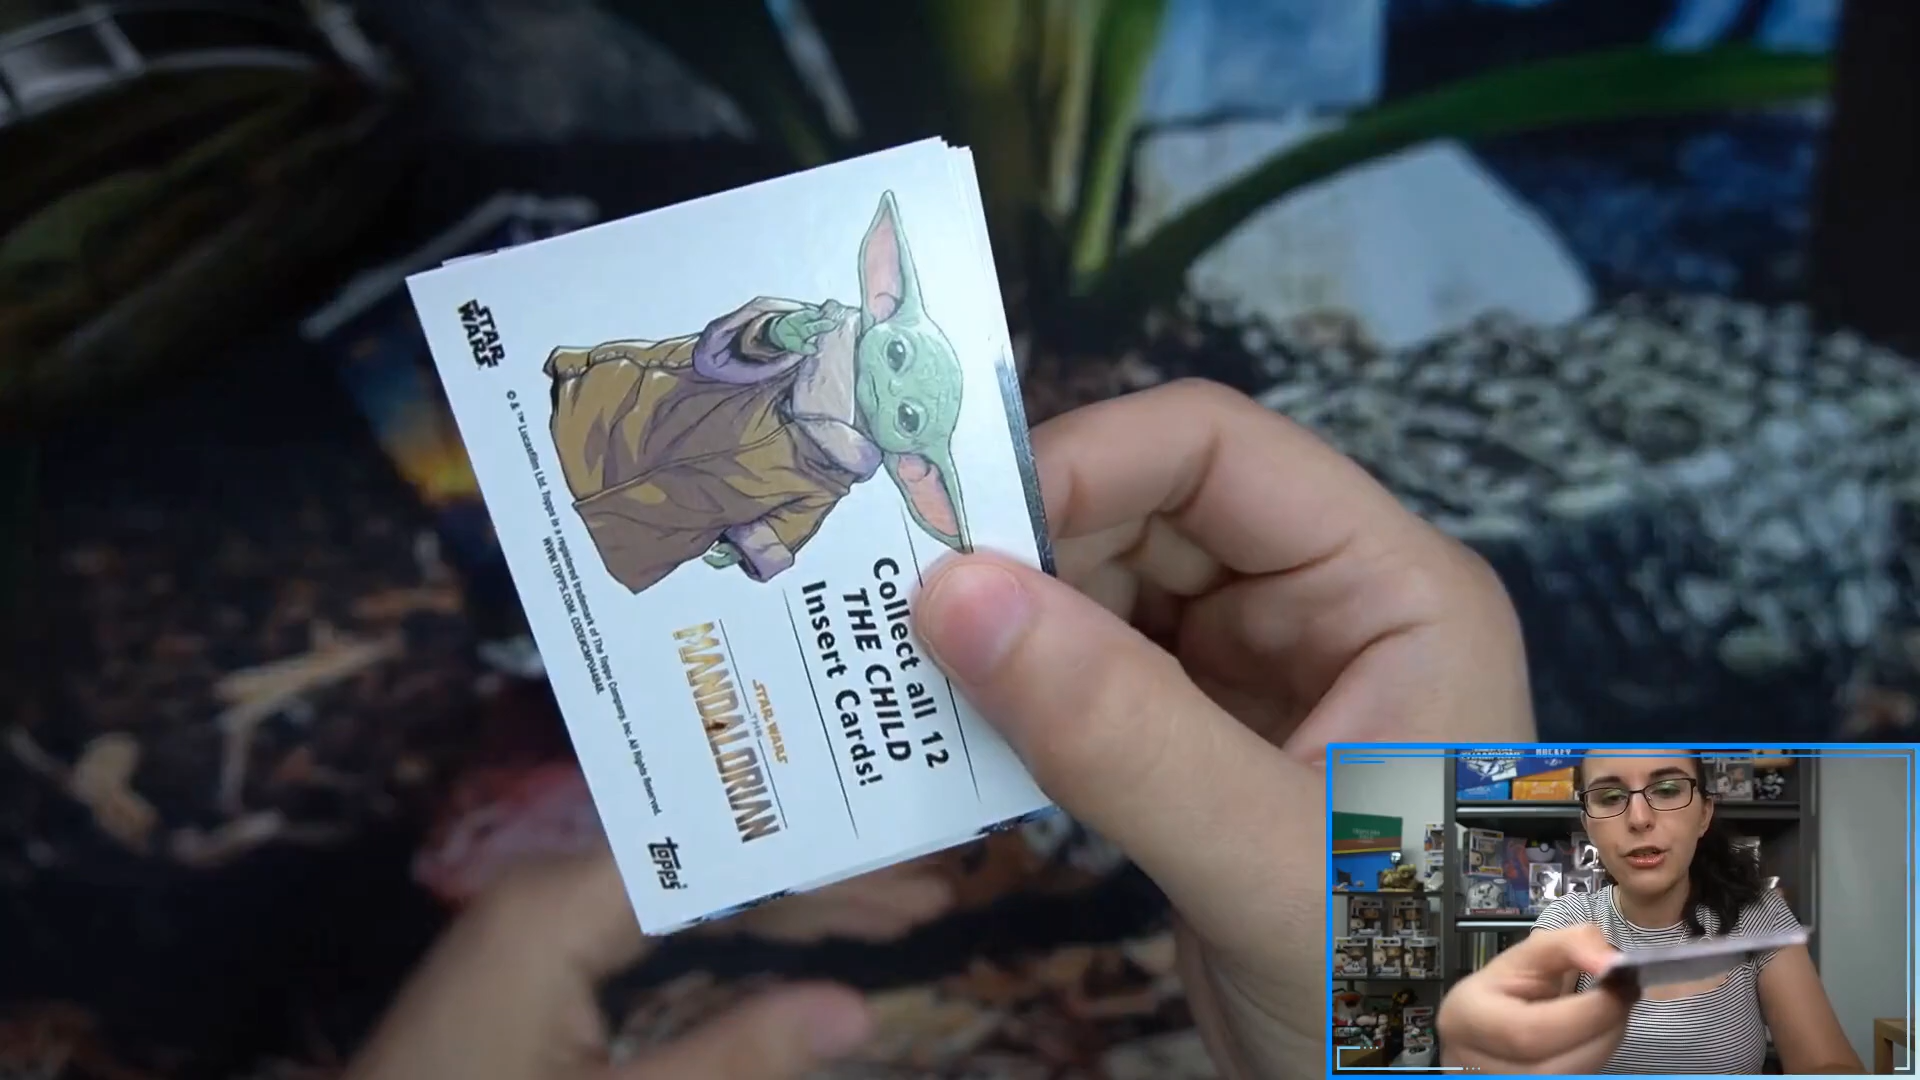 STAR
WARS
Collect all 12
THE CHILD
Insert Cards!
STAR WARS
THE
MANDALORIAN
© & ™ Lucasfilm Ltd. Topps is a registered trademark of The Topps Company, Inc. All Rights Reserved.
WWW.TOPPS.COM.
topps
HOCKEY